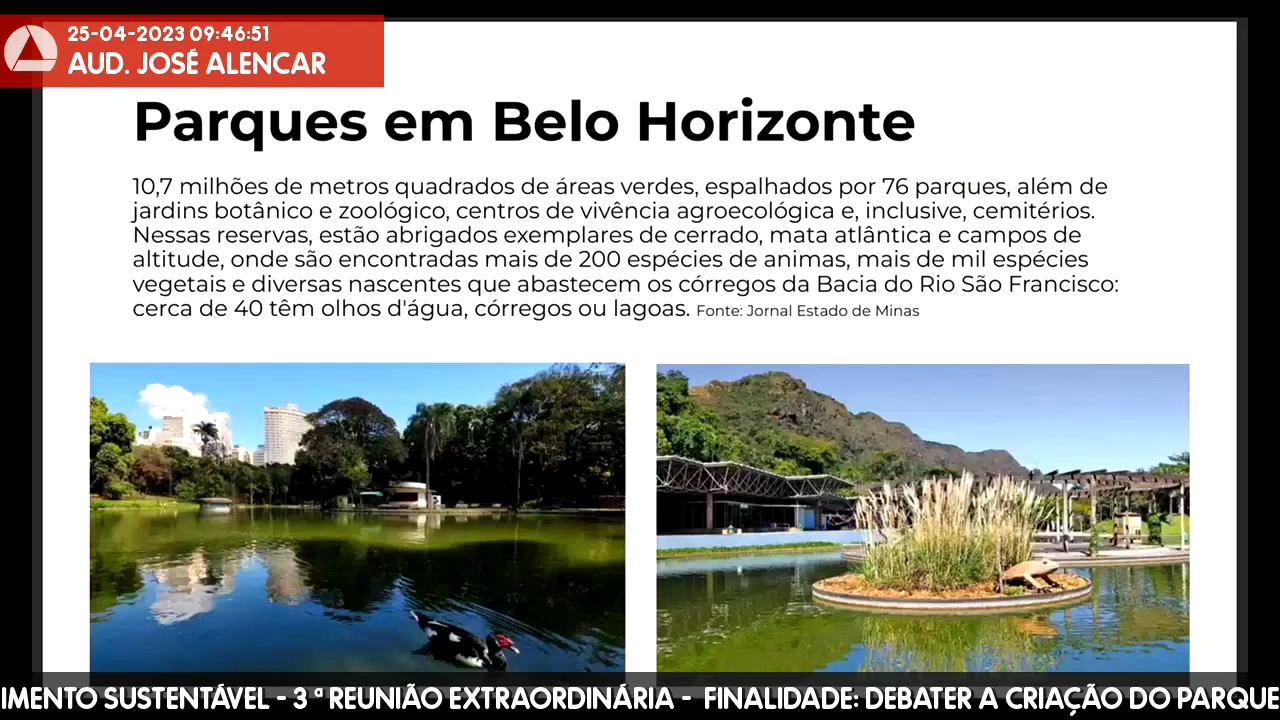 25-04-2023 09:46:51
AUD. JOSÉ ALENCAR
Parques em Belo Horizonte
10,7 milhões de metros quadrados de áreas verdes, espalhados por 76 parques, além de
jardins botânico e zoológico, centros de vivência agroecológica e, inclusive, cemitérios.
Nessas reservas, estão abrigados exemplares de cerrado, mata atlântica e campos de
altitude, onde são encontradas mais de 200 espécies de animas, mais de mil espécies
vegetais e diversas nascentes que abastecem os córregos da Bacia do Rio São Francisco:
cerca de 40 têm olhos d'água, córregos ou lagoas. Fonte: Jornal Estado de Minas
IMENTO SUSTENTÁVEL - 3 ª REUNIÃO EXTRAORDINÁRIA - FINALIDADE: DEBATER A CRIAÇÃO DO PARQUE